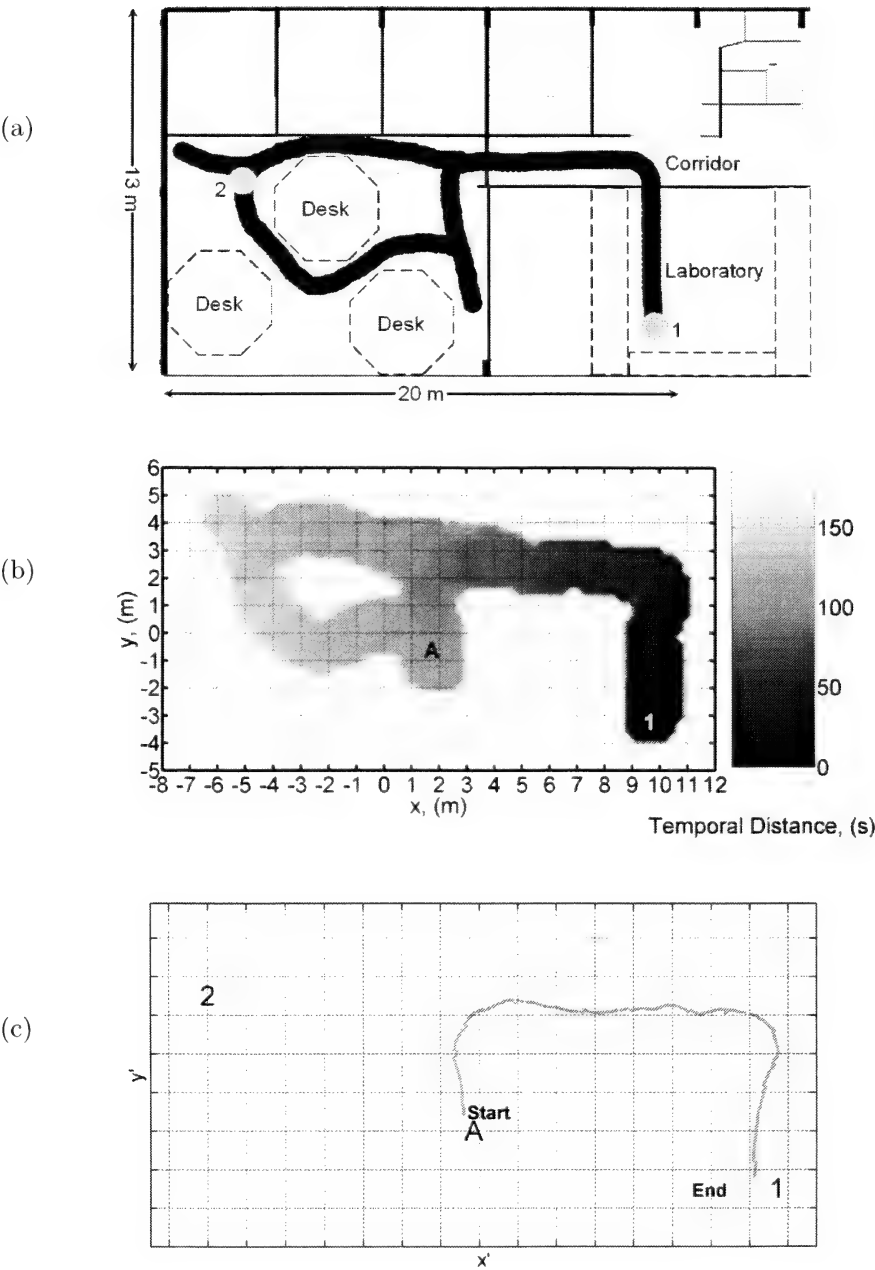 (a)
13 m
2
Desk
Desk
Desk
Corridor
Laboratory
1
20 m
(b)
6
5
4
3
2
1
0
-1
-2
-3
-4
-5
y, (m)
A
1
-8 -7 -6 -5 -4 -3 -2 -1 0 1 2 3 4 5 6 7 8 9 10 11 12
x, (m)
150
100
50
0
Temporal Distance, (s)
(c)
2
y'
Start
A
End
1
x'